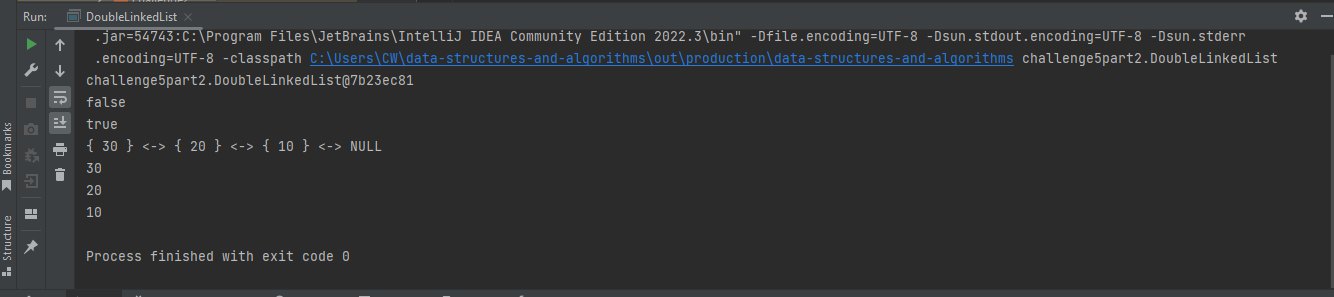 Run: DoubleLinkedList ×
.jar=54743:C:\Program Files\JetBrains\IntelliJ IDEA Community Edition 2022.3\bin" -Dfile.encoding=UTF-8 -Dsun.stdout.encoding=UTF-8 -Dsun.stderr
.encoding=UTF-8 -classpath C:\Users\CW\data-structures-and-algorithms\out\production\data-structures-and-algorithms challenge5part2.DoubleLinkedList
challenge5part2.DoubleLinkedList@7b23ec81
false
true
{ 30 } <-> { 20 } <-> { 10 } <-> NULL
30
20
10
Process finished with exit code 0
Bookmarks
Structure